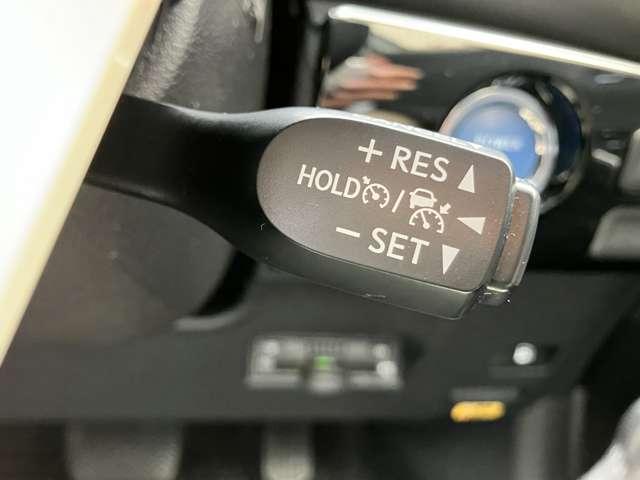 + RES
HOLD /
- SET